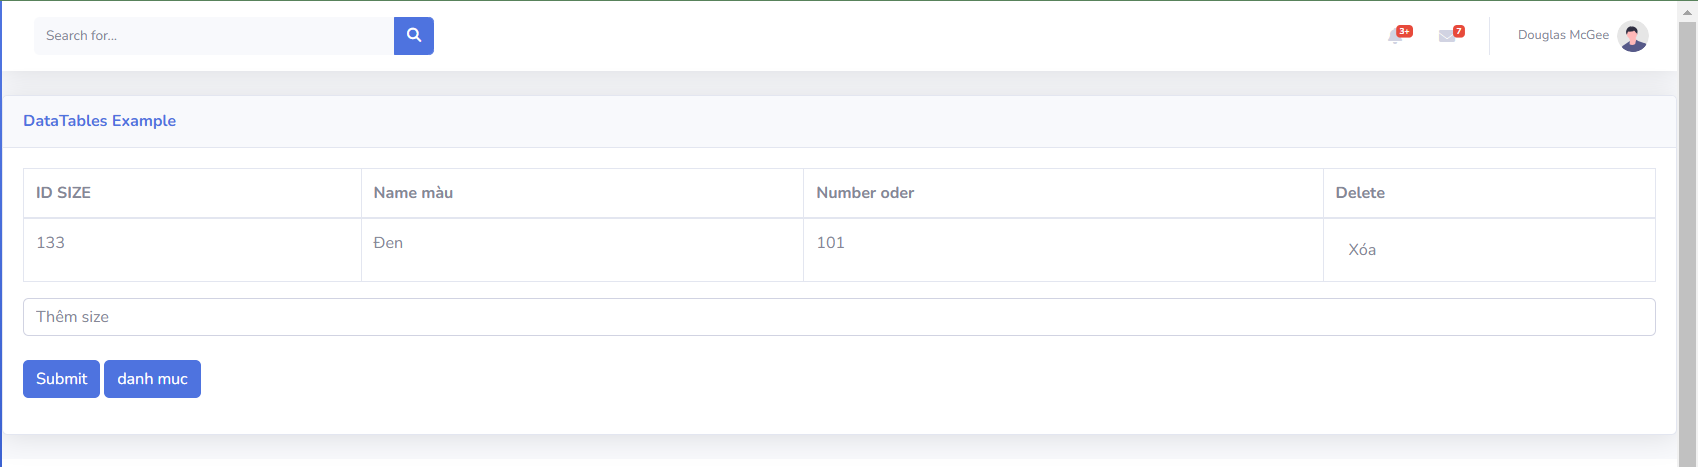 Search for...
3+
7
Douglas McGee
DataTables Example
ID SIZE Name màu Number oder Delete
133 Đen 101 Xóa
Thêm size
Submit danh muc